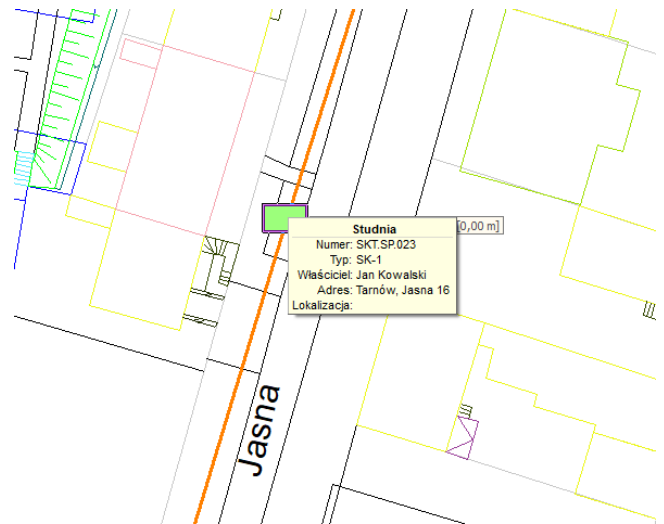 Studnia
Numer: SKT.SP.023
Typ: SK-1
Właściciel: Jan Kowalski
Adres: Tarnów, Jasna 16
Lokalizacja:
[0,00 m]
Jasna